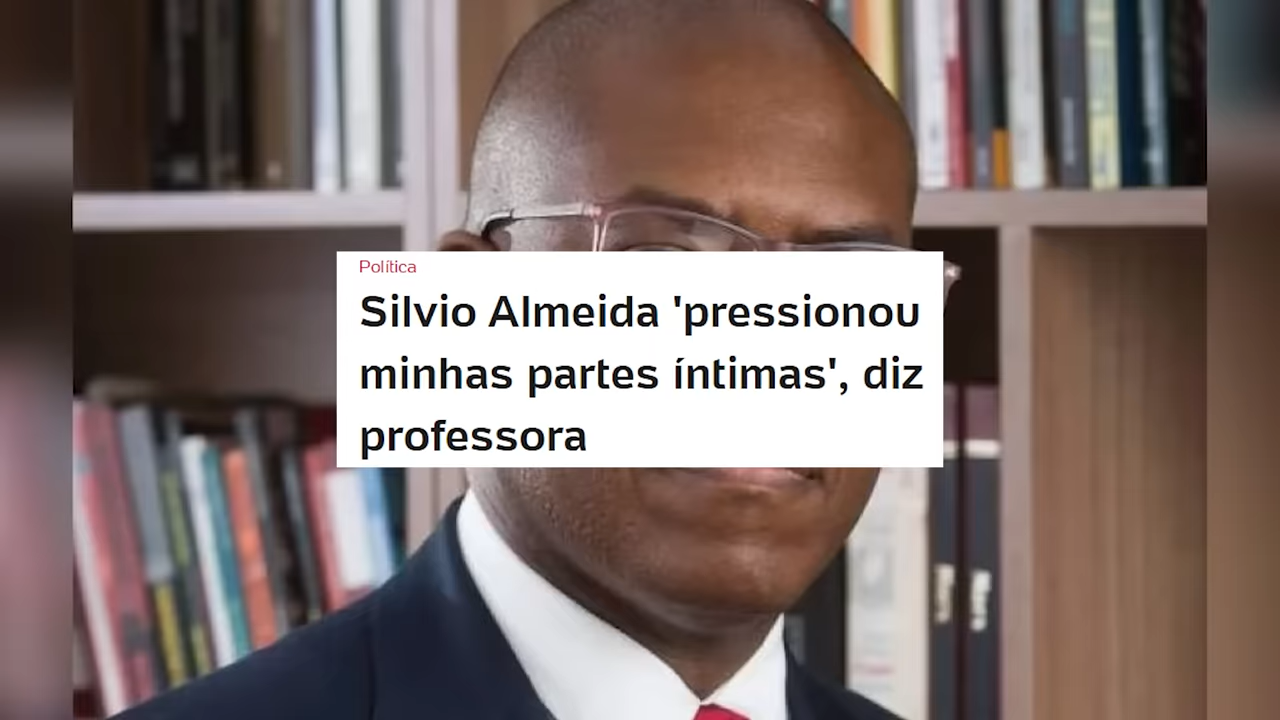 Política
Silvio Almeida 'pressionou
minhas partes íntimas', diz
professora